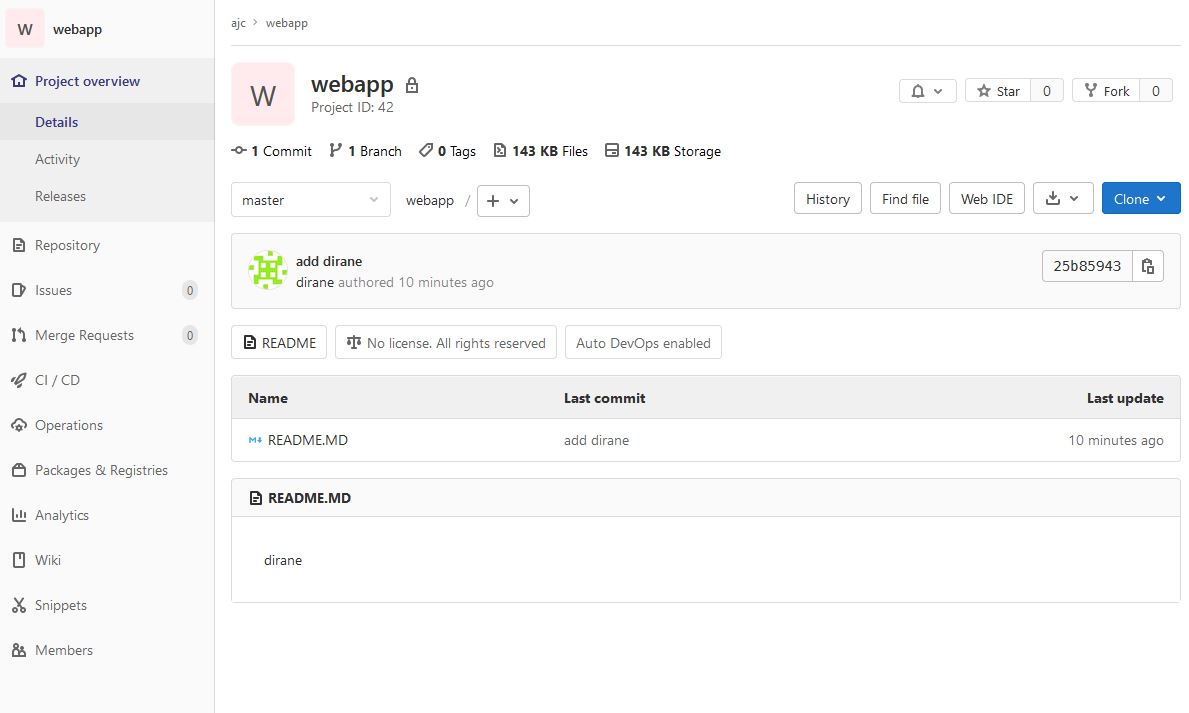 W webapp
Project overview
Details
Activity
Releases
Repository
Issues 0
Merge Requests 0
CI / CD
Operations
Packages & Registries
Analytics
Wiki
Snippets
Members
ajc > webapp
W
webapp
Project ID: 42
Star 0
Fork 0
1 Commit 1 Branch 0 Tags 143 KB Files 143 KB Storage
master webapp / + History Find file Web IDE Clone
add dirane
dirane authored 10 minutes ago
25b85943
README No license. All rights reserved Auto DevOps enabled
Name Last commit Last update
README.MD add dirane 10 minutes ago
README.MD
dirane